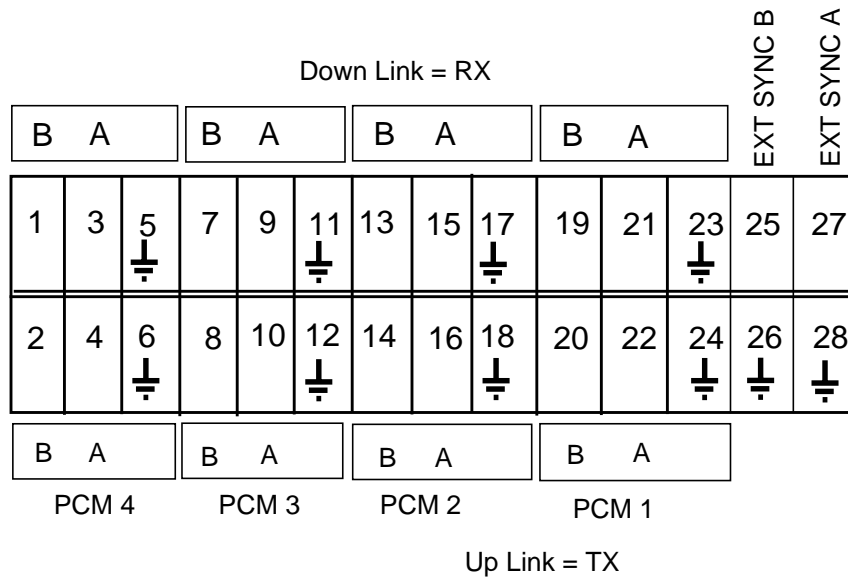 EXT SYNC B
EXT SYNC A
Down Link = RX
B A B A B A B A
1 3 5 7 9 11 13 15 17 19 21 23 25 27
2 4 6 8 10 12 14 16 18 20 22 24 26 28
B A B A B A B A
PCM 4 PCM 3 PCM 2 PCM 1
Up Link = TX